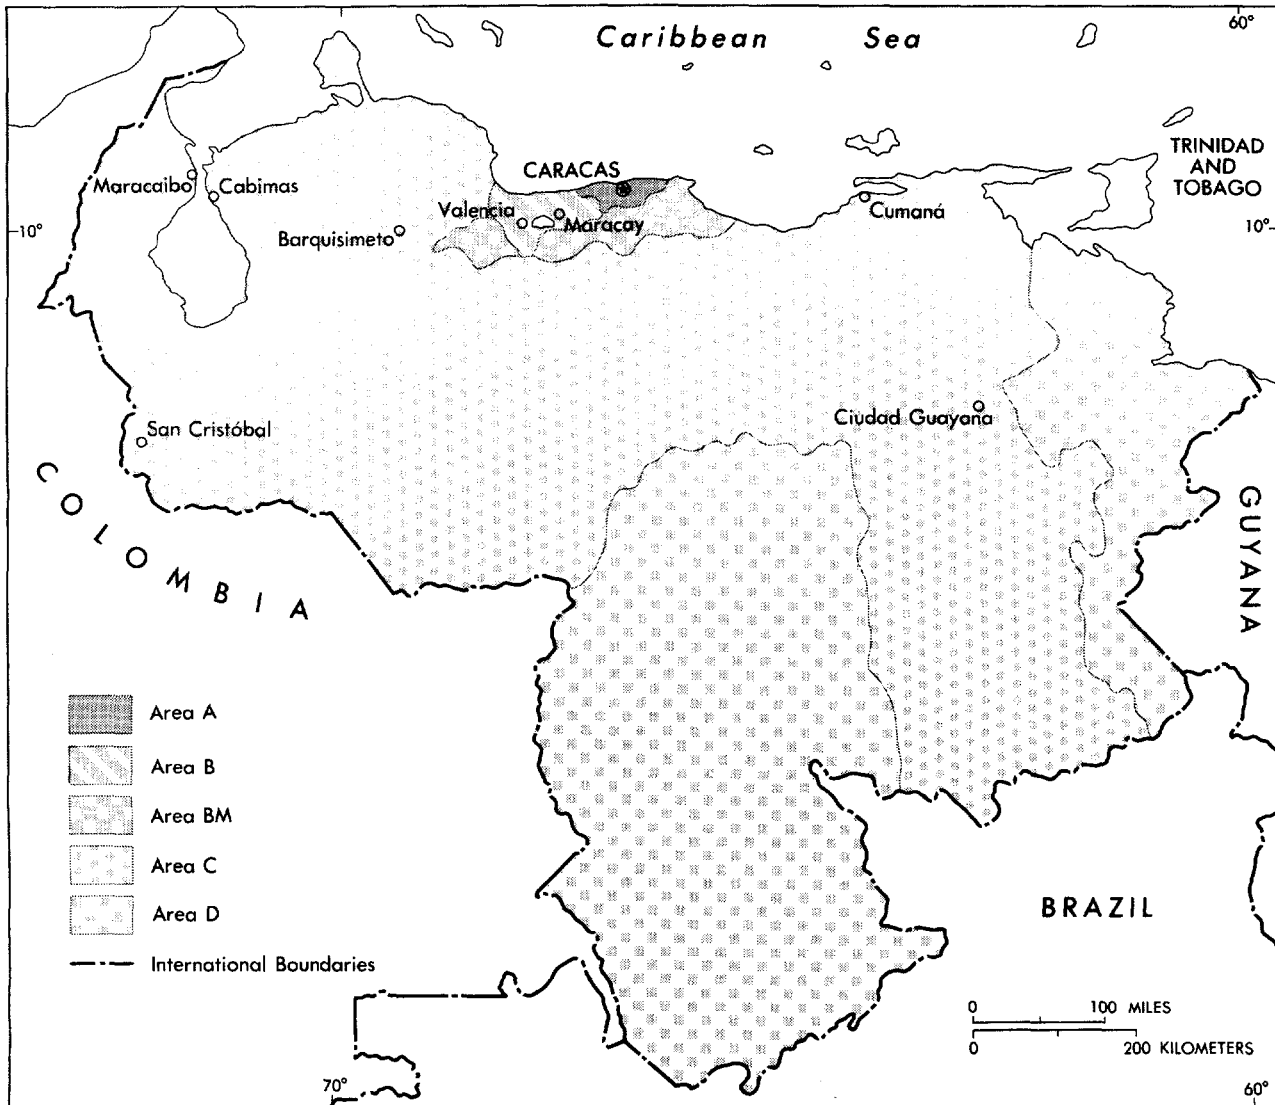 60°
Caribbean Sea
TRINIDAD
AND
TOBAGO
CARACAS
Maracaibo
Cabimas
Valencia
Maracay
Cumaná
10°
Barquisimeto
10°
Ciudad Guayana
San Cristóbal
COLOMBIA
GUYANA
Area A
Area B
Area BM
Area C
Area D
International Boundaries
BRAZIL
0 100 MILES
0 200 KILOMETERS
70°
60°